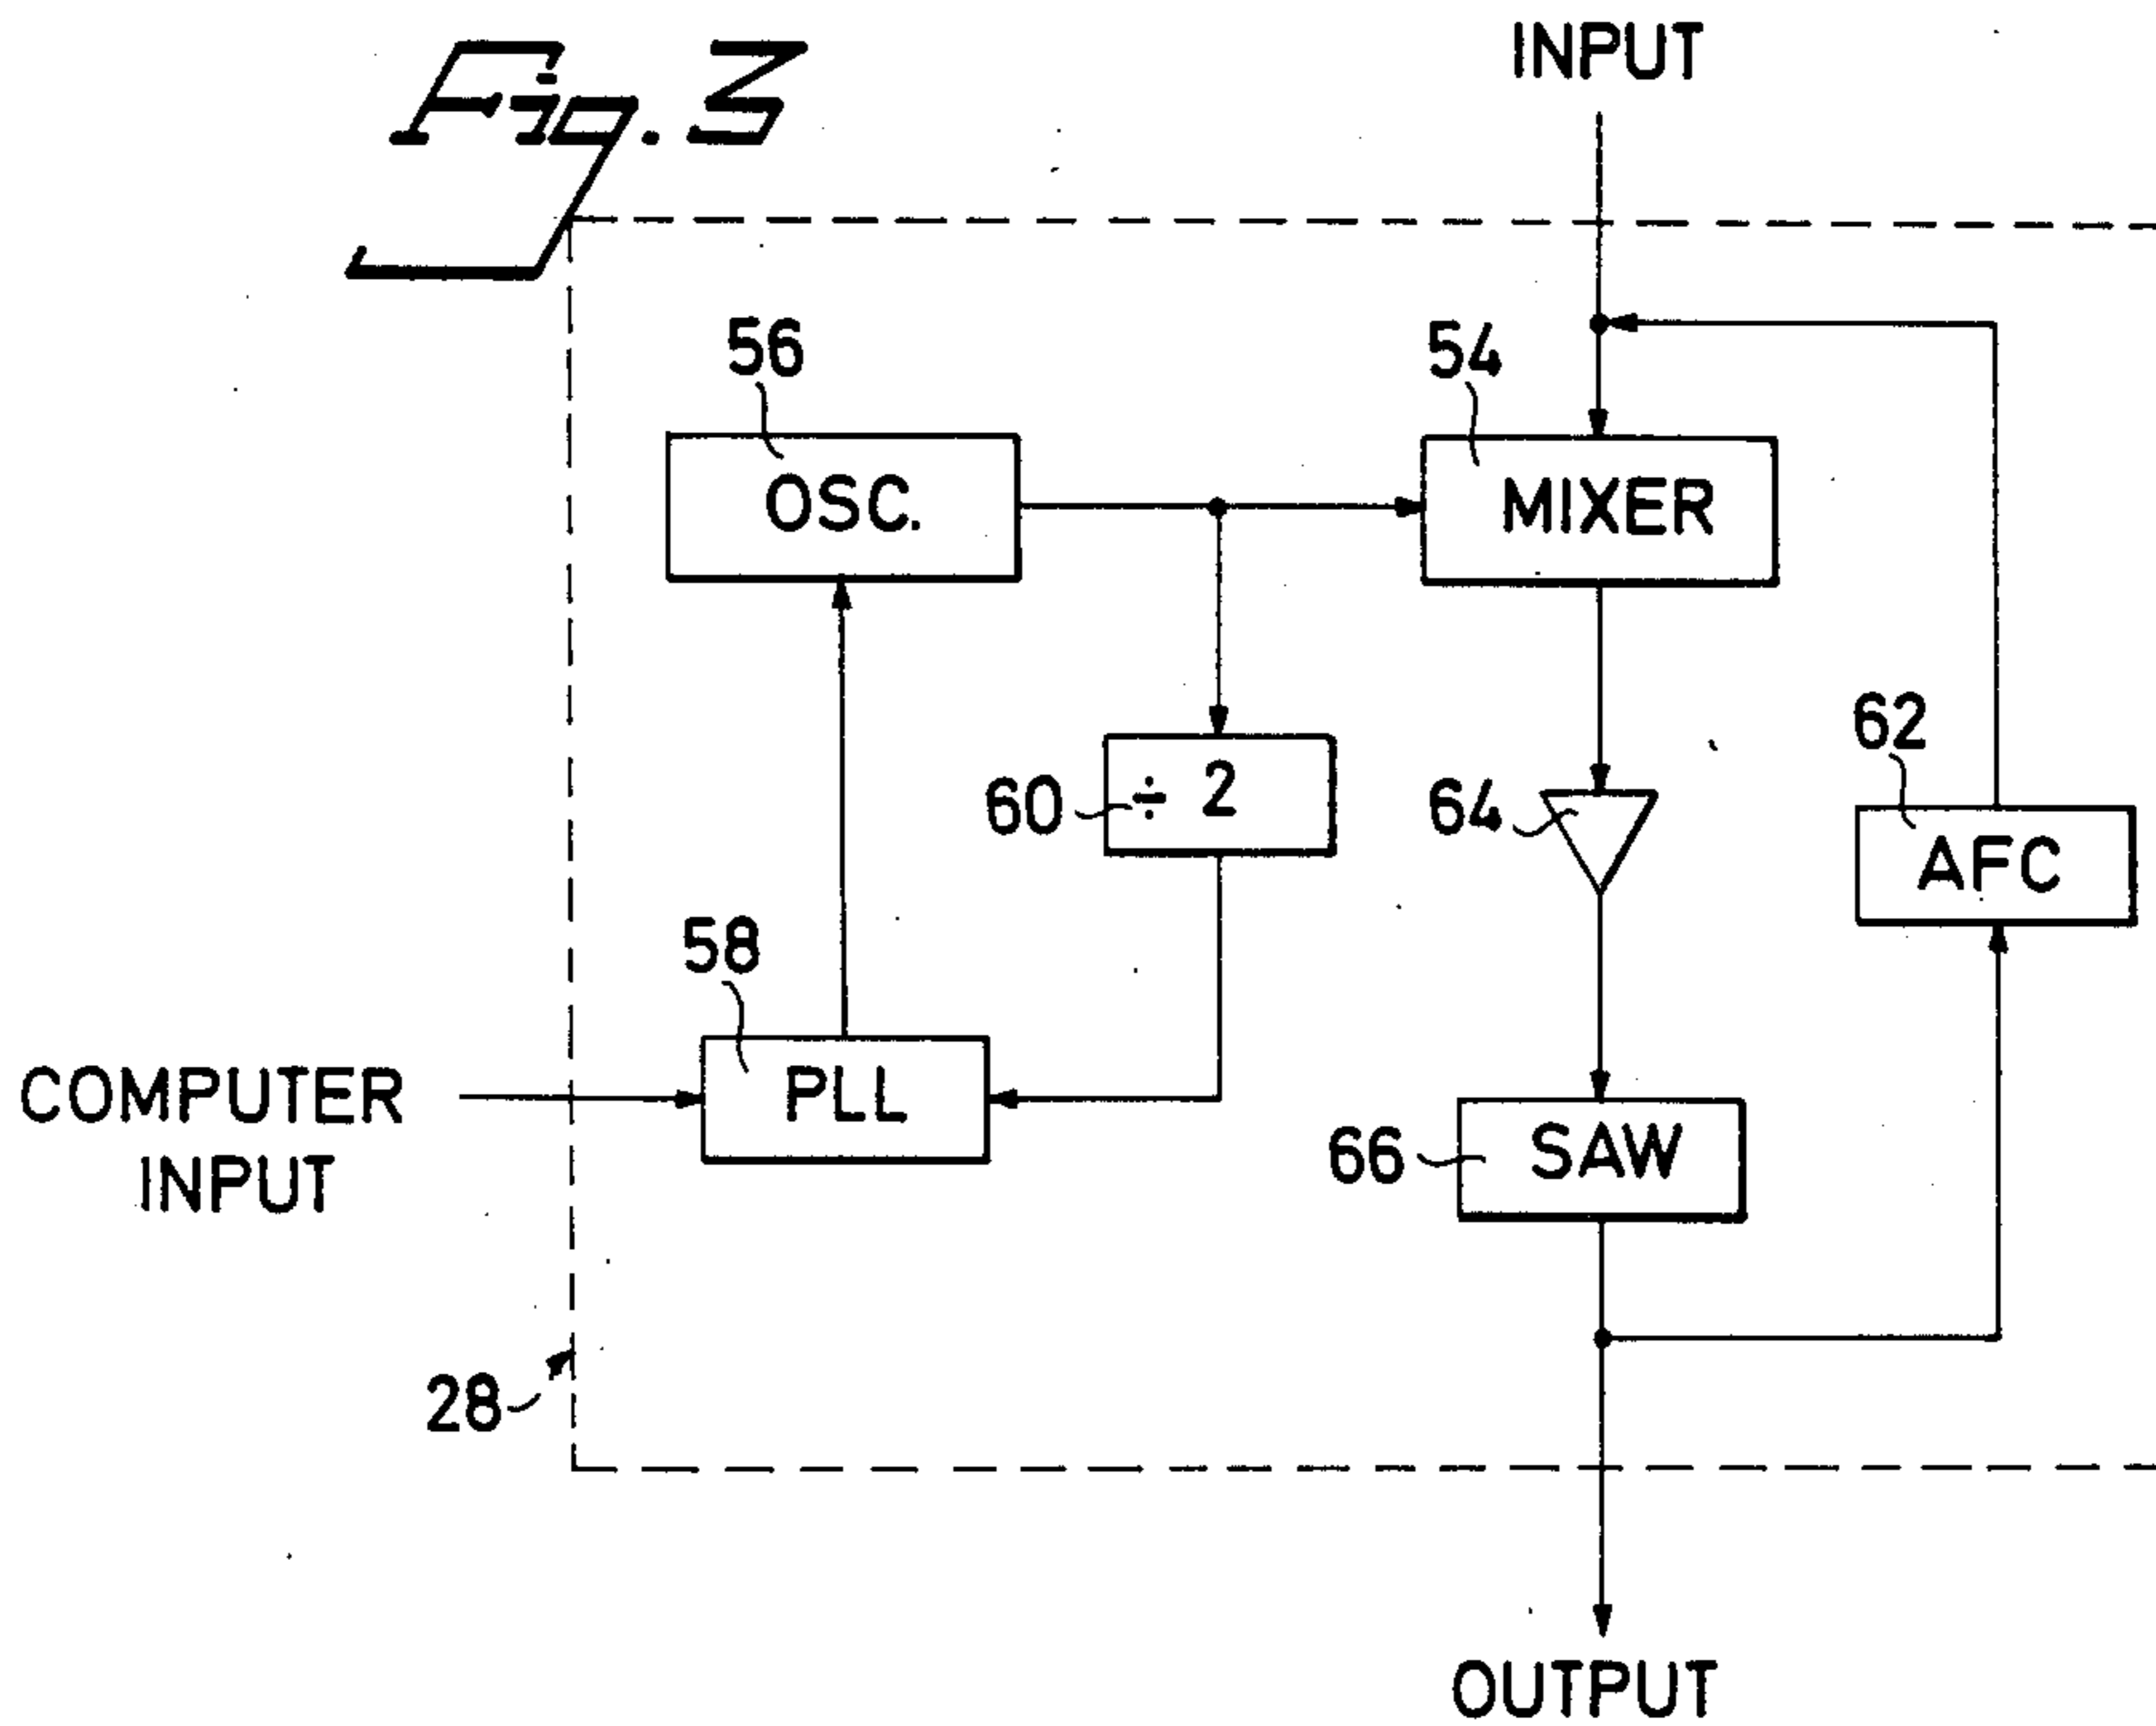 Fig. 3
INPUT
56
54
OSC.
MIXER
62
60
÷ 2
64
AFC
58
COMPUTER
INPUT
PLL
66
SAW
28
OUTPUT